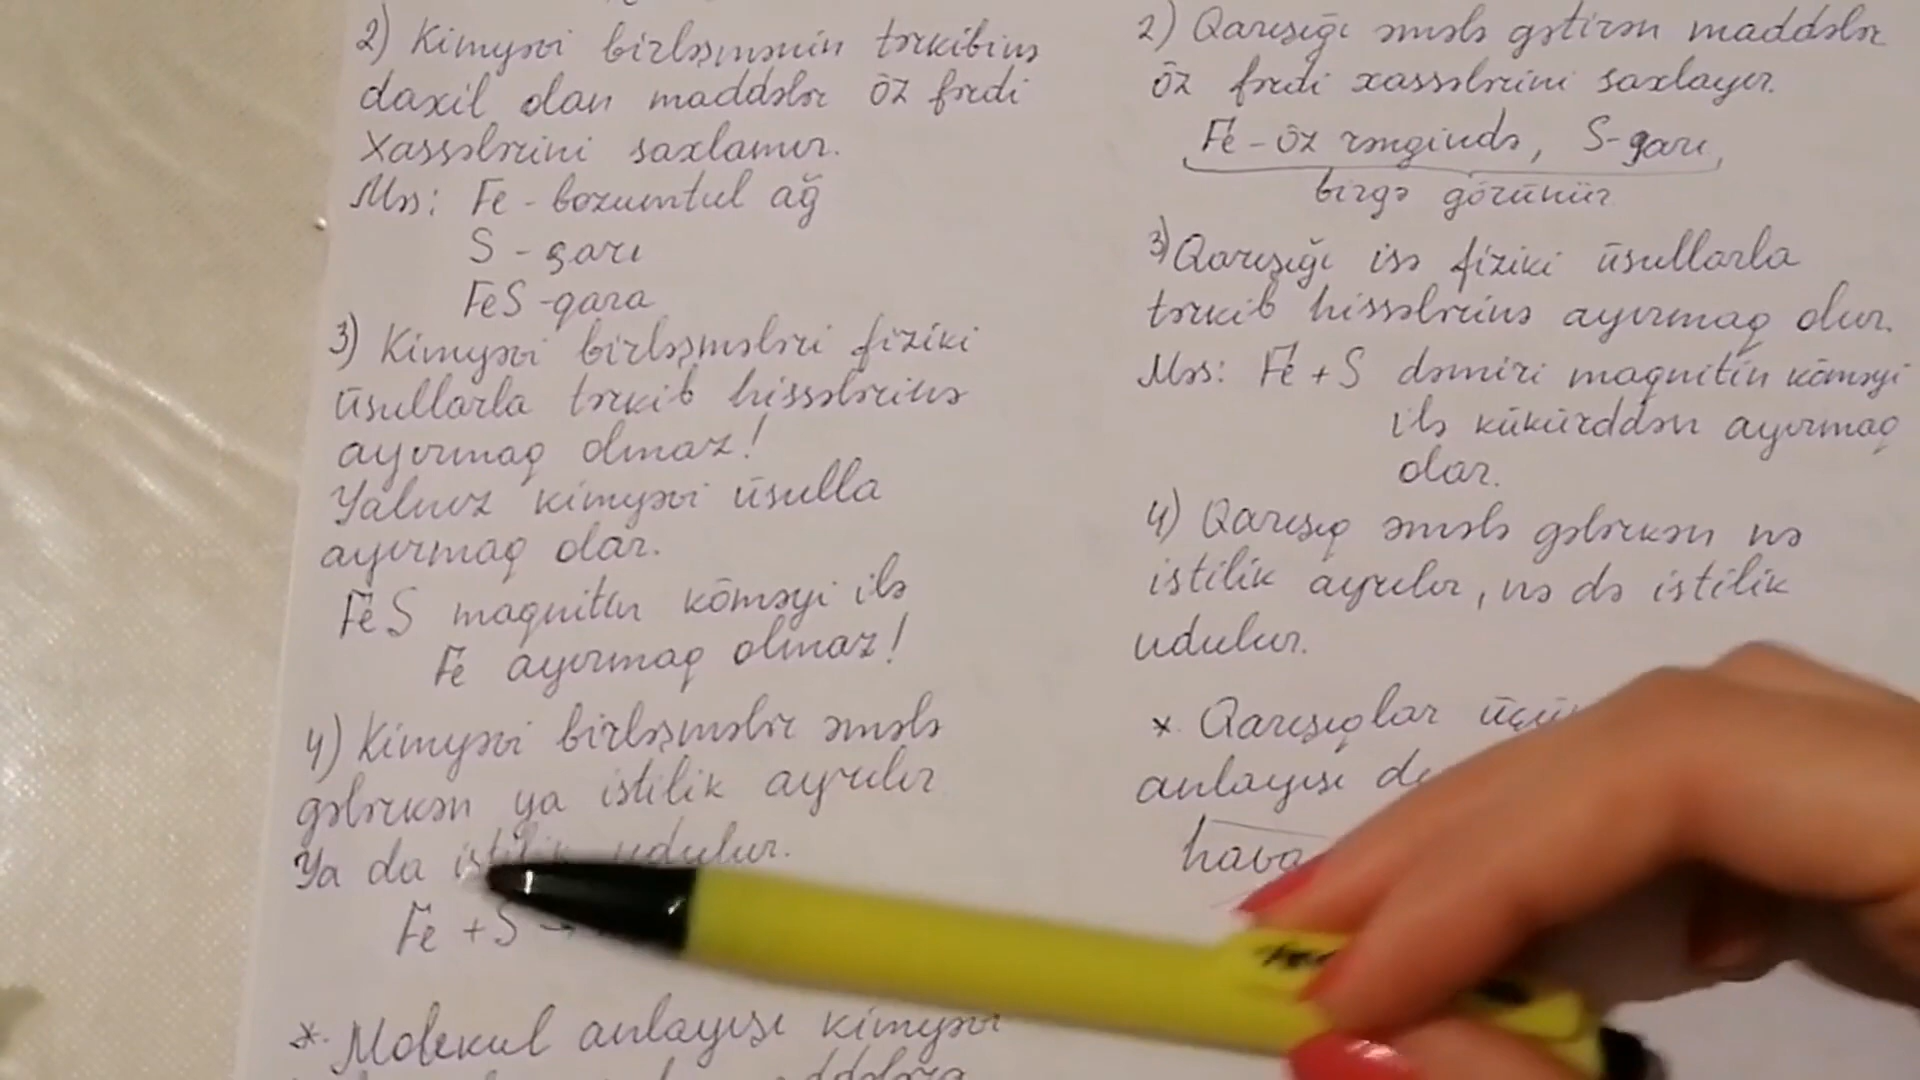 2) Kimyəvi birləşmənin tərkibinə
daxil olan maddələr öz fərdi
xassələrini saxlamır.
Məs: Fe - bozumtul ağ
S - sarı
FeS - qara
3) Kimyəvi birləşmələri fiziki
üsullarla tərkib hissələrinə
ayırmaq olmaz!
Yalnız kimyəvi üsulla
ayırmaq olar.
FeS maqnitin köməyi ilə
Fe ayırmaq olmaz!
4) Kimyəvi birləşmələr əmələ
gələrkən ya istilik ayrılır
Ya da istilik udulur.
Fe + S →
*. Molekul anlayışı kimyəvi
2) Qarışığı əmələ gətirən maddələr
öz fərdi xassələrini saxlayır.
Fe - öz rəngində, S - sarı,
birgə görünür
3) Qarışığı isə fiziki üsullarla
tərkib hissələrinə ayırmaq olur.
Məs: Fe + S dəmiri maqnitin köməyi
ilə kükürddən ayırmaq
olar.
4) Qarışıq əmələ gələrkən nə
istilik ayrılır, nə də istilik
udulur.
*. Qarışıqlar üçün
anlayışı
hava